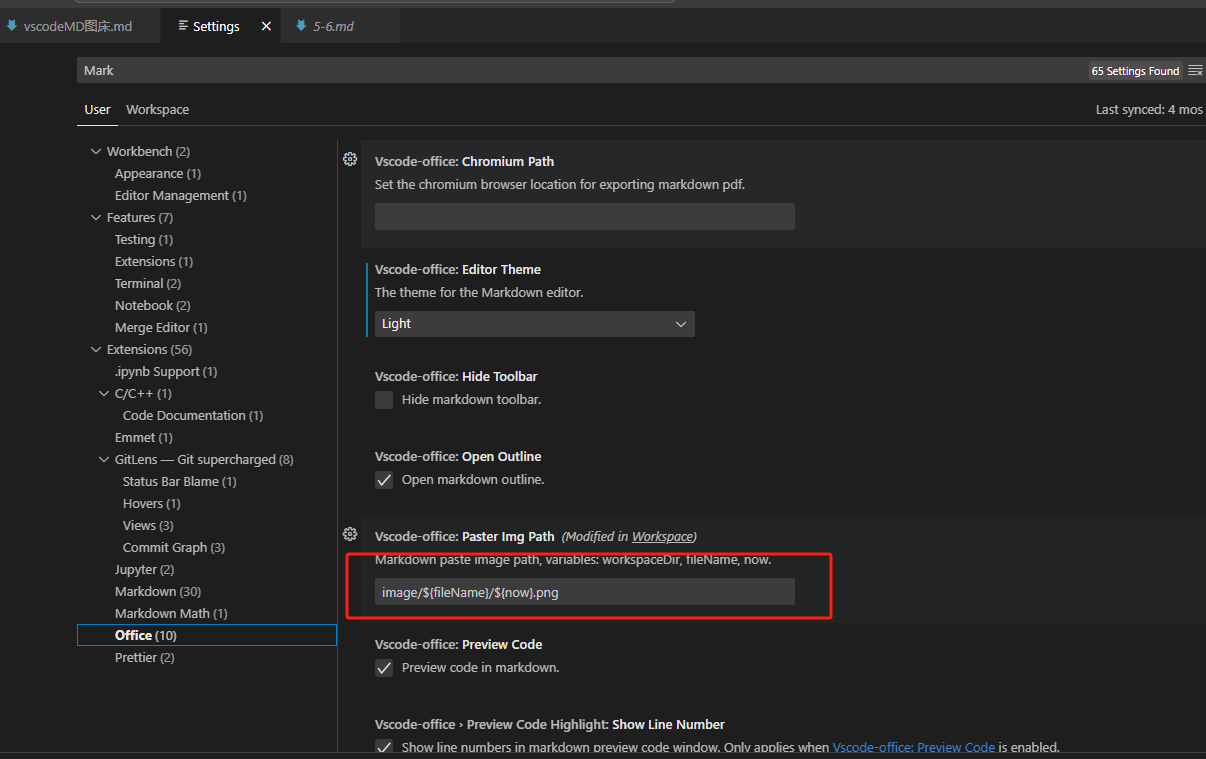 vscodeMD图床.md
Settings
5-6.md
Mark
65 Settings Found
User
Workspace
Last synced: 4 mos
Workbench (2)
Appearance (1)
Editor Management (1)
Features (7)
Testing (1)
Extensions (1)
Terminal (2)
Notebook (2)
Merge Editor (1)
Extensions (56)
.ipynb Support (1)
C/C++ (1)
Code Documentation (1)
Emmet (1)
GitLens — Git supercharged (8)
Status Bar Blame (1)
Hovers (1)
Views (3)
Commit Graph (3)
Jupyter (2)
Markdown (30)
Markdown Math (1)
Office (10)
Prettier (2)
Vscode-office: Chromium Path
Set the chromium browser location for exporting markdown pdf.
Vscode-office: Editor Theme
The theme for the Markdown editor.
Light
Vscode-office: Hide Toolbar
Hide markdown toolbar.
Vscode-office: Open Outline
Open markdown outline.
Vscode-office: Paster Img Path (Modified in Workspace)
Markdown paste image path, variables: workspaceDir, fileName, now.
image/${fileName}/${now}.png
Vscode-office: Preview Code
Preview code in markdown.
Vscode-office › Preview Code Highlight: Show Line Number
Show line numbers in markdown preview code window. Only applies when Vscode-office: Preview Code is enabled.